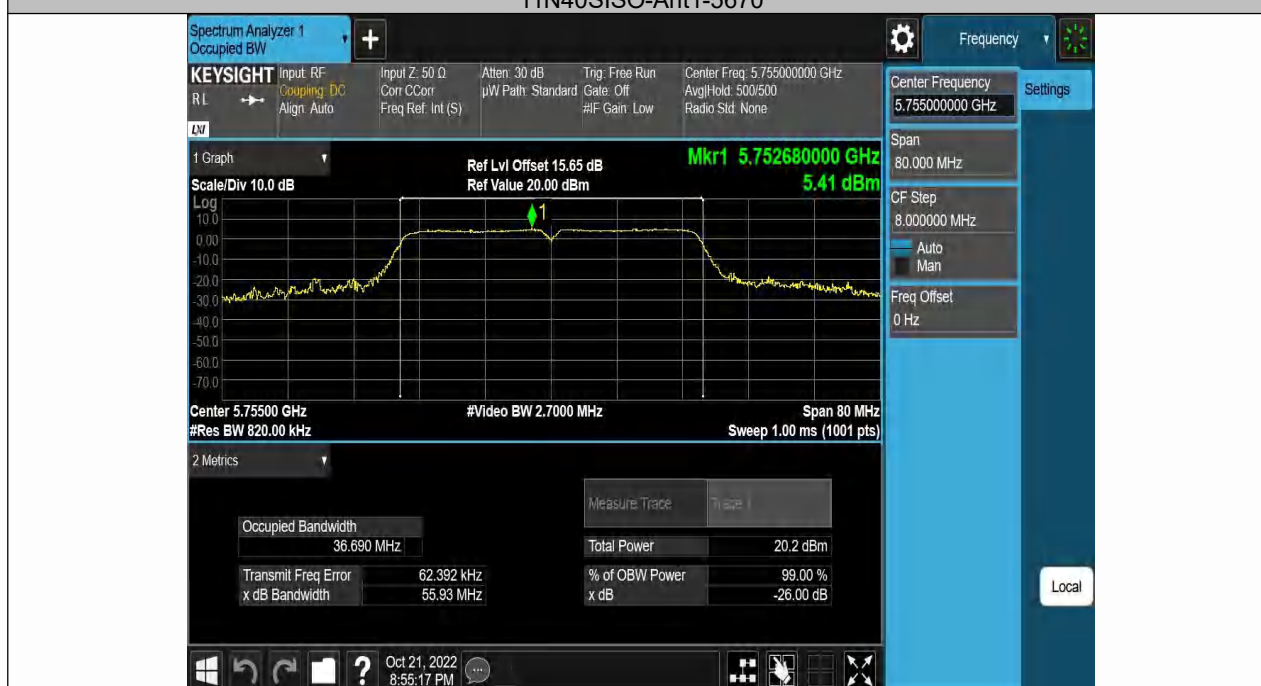 11N40SISO-Ant1-5670
Spectrum Analyzer 1
Occupied BW
Frequency
KEYSIGHT
RL
LXI
Input: RF
Coupling: DC
Align: Auto
Input Z: 50 Ω
Corr CCorr
Freq Ref: Int (S)
Atten: 30 dB
µW Path: Standard
Trig: Free Run
Gate: Off
#IF Gain: Low
Center Freq: 5.755000000 GHz
Avg|Hold: 500/500
Radio Std: None
Center Frequency
5.755000000 GHz
Settings
Span
80.000 MHz
CF Step
8.000000 MHz
Auto
Man
Freq Offset
0 Hz
1 Graph
Scale/Div 10.0 dB
Ref Lvl Offset 15.65 dB
Ref Value 20.00 dBm
Mkr1 5.752680000 GHz
5.41 dBm
Log
10.0
0.00
-10.0
-20.0
-30.0
-40.0
-50.0
-60.0
-70.0
1
Center 5.75500 GHz
#Video BW 2.7000 MHz
Span 80 MHz
#Res BW 820.00 kHz
Sweep 1.00 ms (1001 pts)
2 Metrics
Measure Trace
Trace 1
Occupied Bandwidth
36.690 MHz
Total Power
20.2 dBm
Transmit Freq Error
62.392 kHz
% of OBW Power
99.00 %
x dB Bandwidth
55.93 MHz
x dB
-26.00 dB
Local
?
Oct 21, 2022
8:55:17 PM